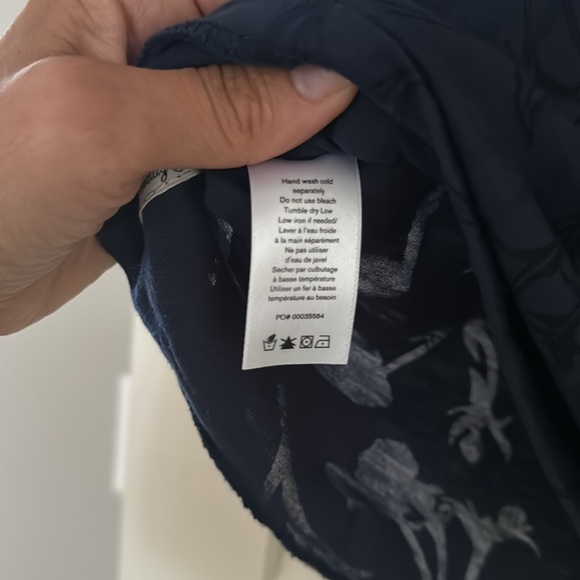 Hand wash cold
separately
Do not use bleach
Tumble dry Low
Low iron if needed/
Laver à l'eau froide
à la main séparément
Ne pas utiliser
d'eau de javel
Sécher par culbutage
à basse température
Utiliser un fer à basse
température au besoin
PO# 00035584